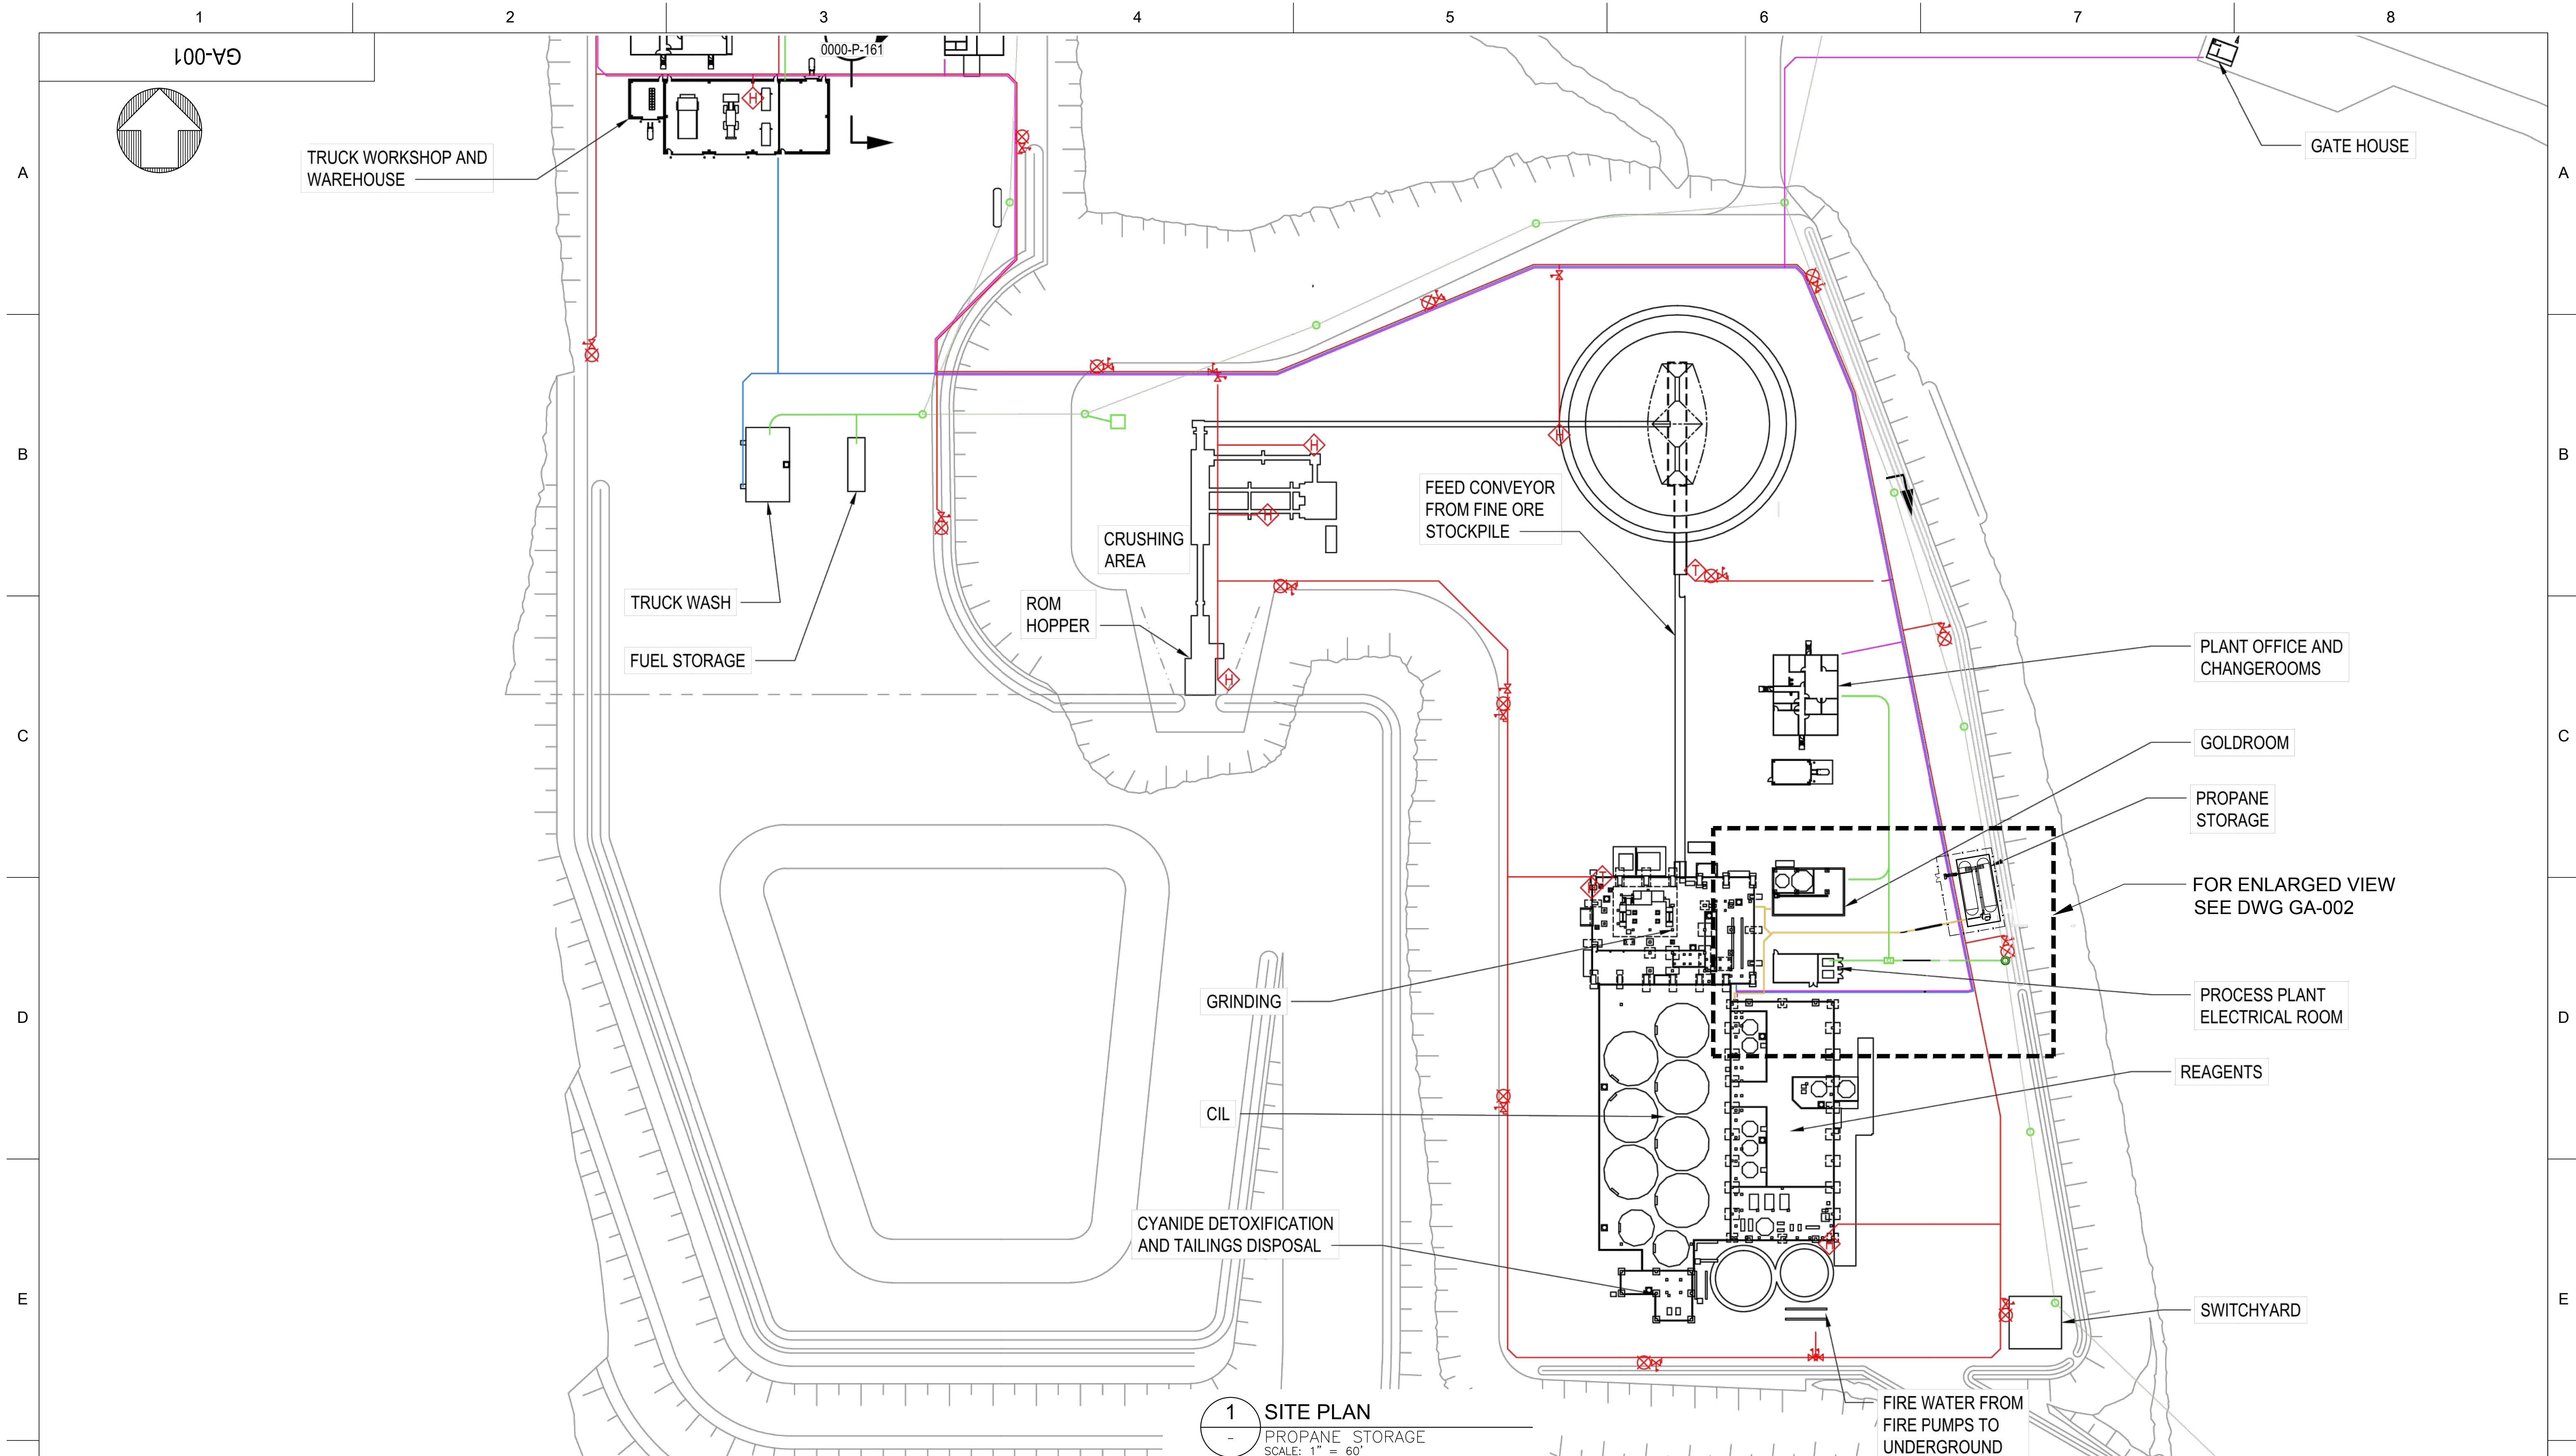 1 2 3 4 5 6 7 8
GA-001
0000-P-161
H
A
TRUCK WORKSHOP AND
WAREHOUSE
GATE HOUSE
A
B
H
H
H
FEED CONVEYOR
FROM FINE ORE
STOCKPILE
CRUSHING
AREA
B
T
TRUCK WASH
ROM
HOPPER
FUEL STORAGE
H
PLANT OFFICE AND
CHANGEROOMS
C
GOLDROOM
C
PROPANE
STORAGE
T
H
FOR ENLARGED VIEW
SEE DWG GA-002
GRINDING
PROCESS PLANT
ELECTRICAL ROOM
D
D
REAGENTS
CIL
CYANIDE DETOXIFICATION
AND TAILINGS DISPOSAL
H
E
E
SWITCHYARD
1 SITE PLAN
- PROPANE STORAGE
SCALE: 1" = 60'
FIRE WATER FROM
FIRE PUMPS TO
UNDERGROUND